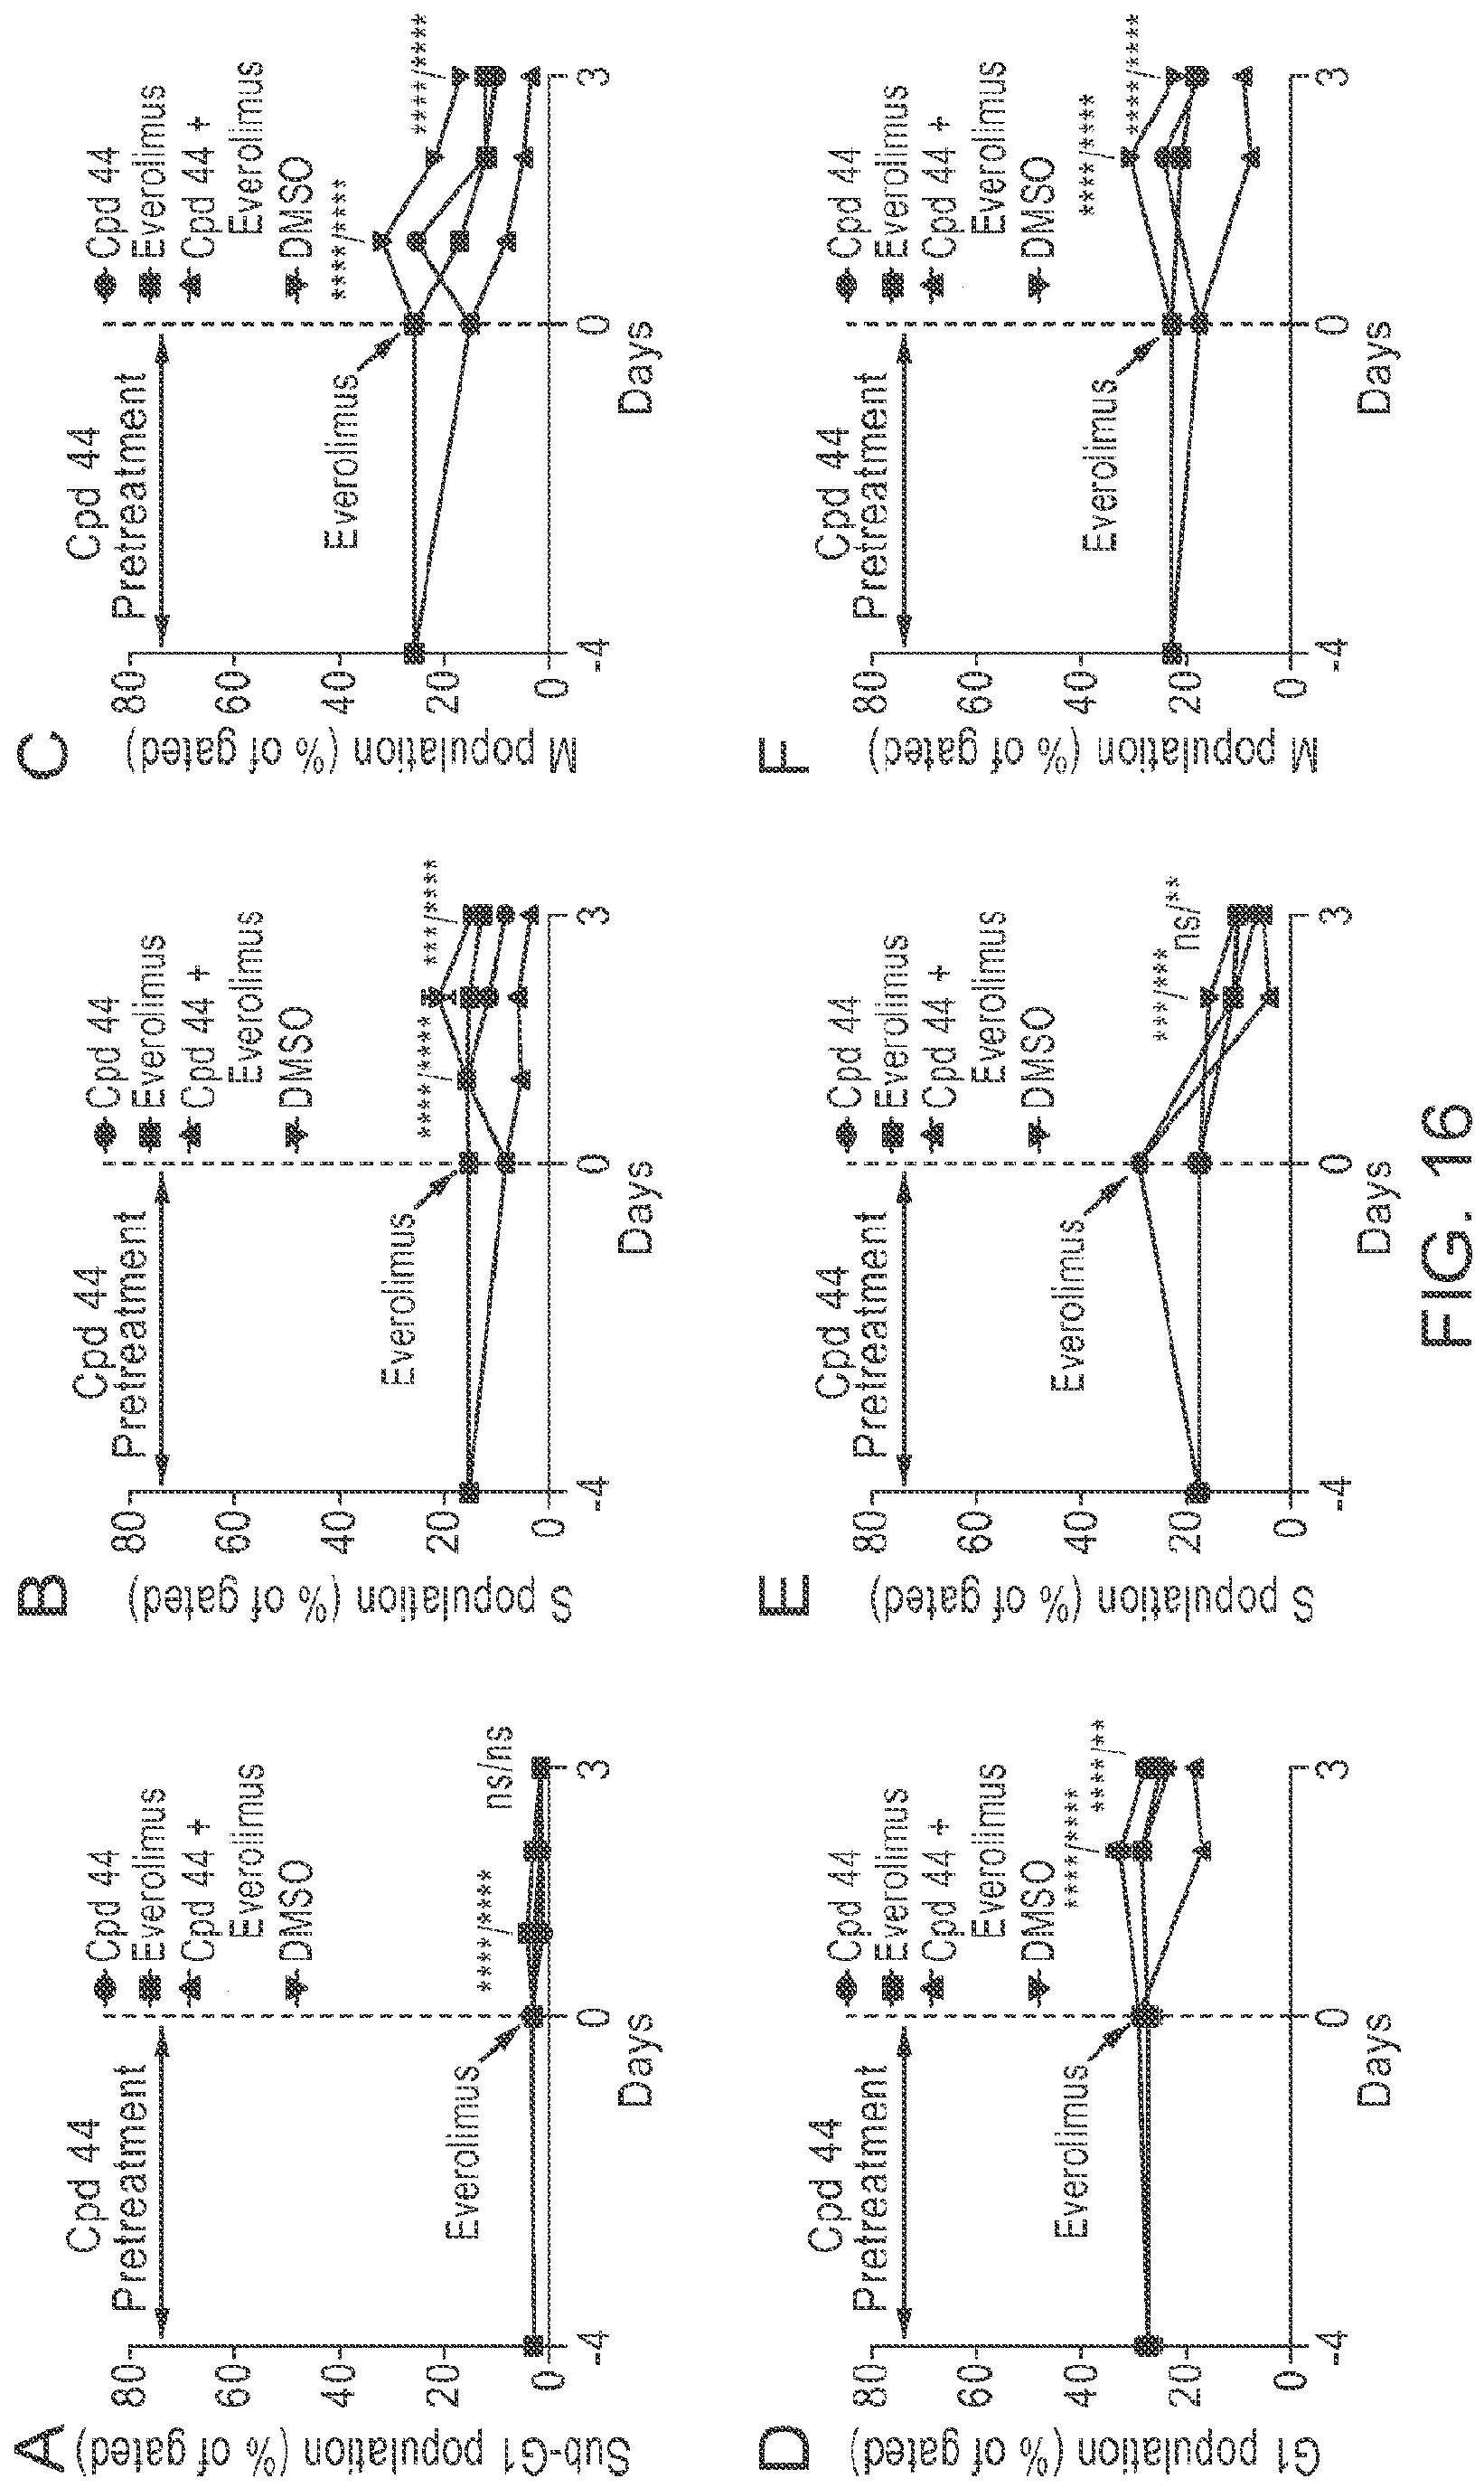 A
Sub-G1 population (% of gated)
80
60
40
20
0
Cpd 44
Pretreatment
Everolimus
Cpd 44
Everolimus
Cpd 44 +
Everolimus
DMSO
****/****
ns/ns
-4
0
3
Days
B
S population (% of gated)
80
60
40
20
0
Cpd 44
Pretreatment
Everolimus
Cpd 44
Everolimus
Cpd 44 +
Everolimus
DMSO
****/****
***/****
-4
0
3
Days
C
M population (% of gated)
80
60
40
20
0
Cpd 44
Pretreatment
Everolimus
Cpd 44
Everolimus
Cpd 44 +
Everolimus
DMSO
****/****
****/****
-4
0
3
Days
D
G1 population (% of gated)
80
60
40
20
0
Cpd 44
Pretreatment
Everolimus
Cpd 44
Everolimus
Cpd 44 +
Everolimus
DMSO
****/****
****/**
-4
0
3
Days
E
S population (% of gated)
80
60
40
20
0
Cpd 44
Pretreatment
Everolimus
Cpd 44
Everolimus
Cpd 44 +
Everolimus
DMSO
***/***
ns/**
-4
0
3
Days
F
M population (% of gated)
80
60
40
20
0
Cpd 44
Pretreatment
Everolimus
Cpd 44
Everolimus
Cpd 44 +
Everolimus
DMSO
****/****
****/****
-4
0
3
Days
FIG. 16